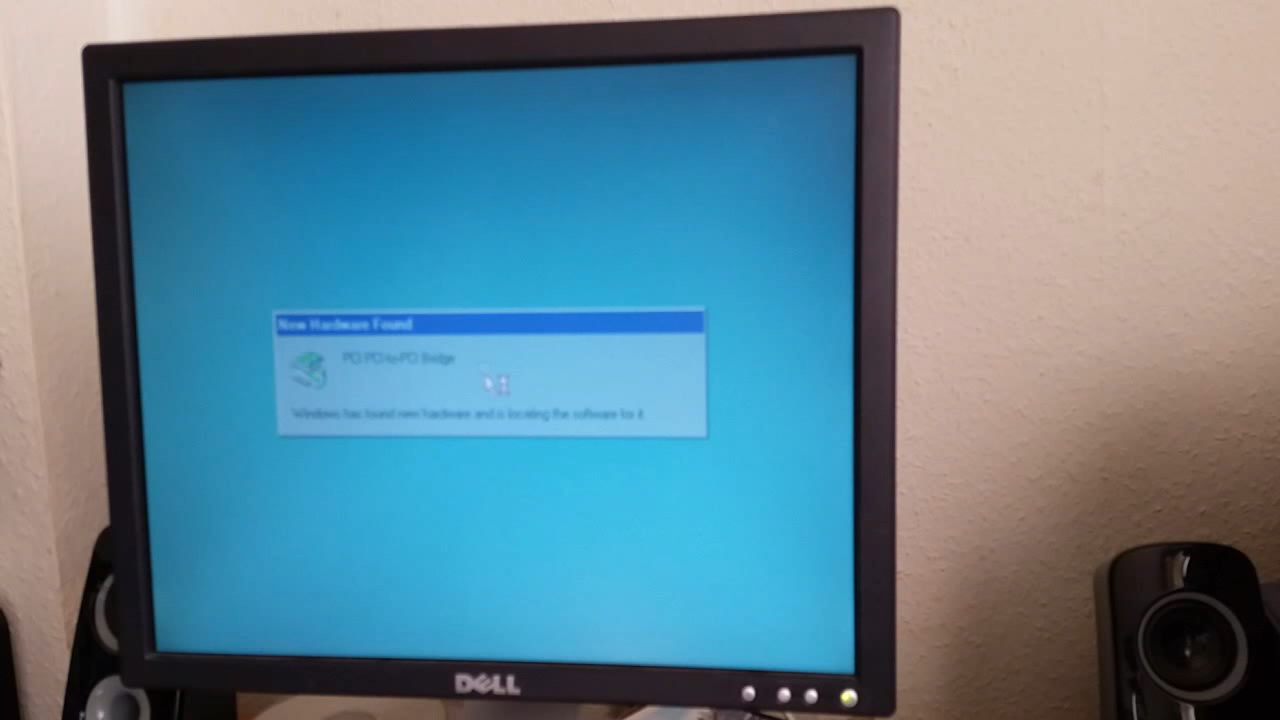 New Hardware Found
PCI PCI-to-PCI Bridge
Windows has found new hardware and is locating the software for it.
DELL